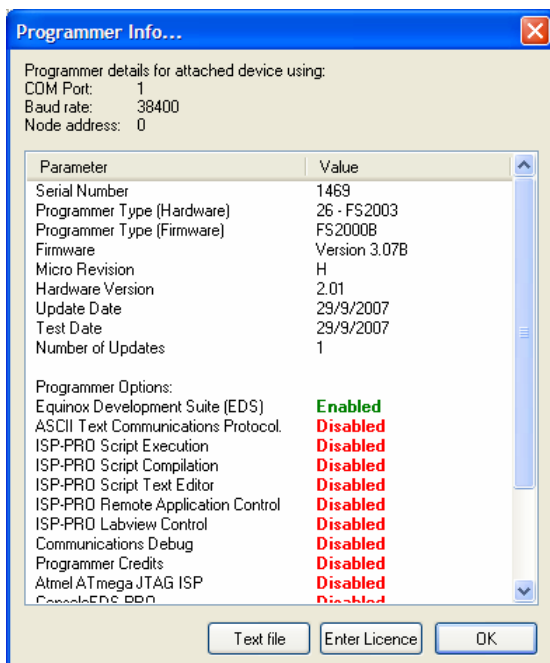 Programmer Info...
Programmer details for attached device using:
COM Port: 1
Baud rate: 38400
Node address: 0
Parameter Value
Serial Number 1469
Programmer Type (Hardware) 26 - FS2003
Programmer Type (Firmware) FS2000B
Firmware Version 3.07B
Micro Revision H
Hardware Version 2.01
Update Date 29/9/2007
Test Date 29/9/2007
Number of Updates 1
Programmer Options:
Equinox Development Suite (EDS) Enabled
ASCII Text Communications Protocol. Disabled
ISP-PRO Script Execution Disabled
ISP-PRO Script Compilation Disabled
ISP-PRO Script Text Editor Disabled
ISP-PRO Remote Application Control Disabled
ISP-PRO Labview Control Disabled
Communications Debug Disabled
Programmer Credits Disabled
Atmel ATmega JTAG ISP Disabled
ConsoleEDS PRO Disabled
Text file Enter Licence OK